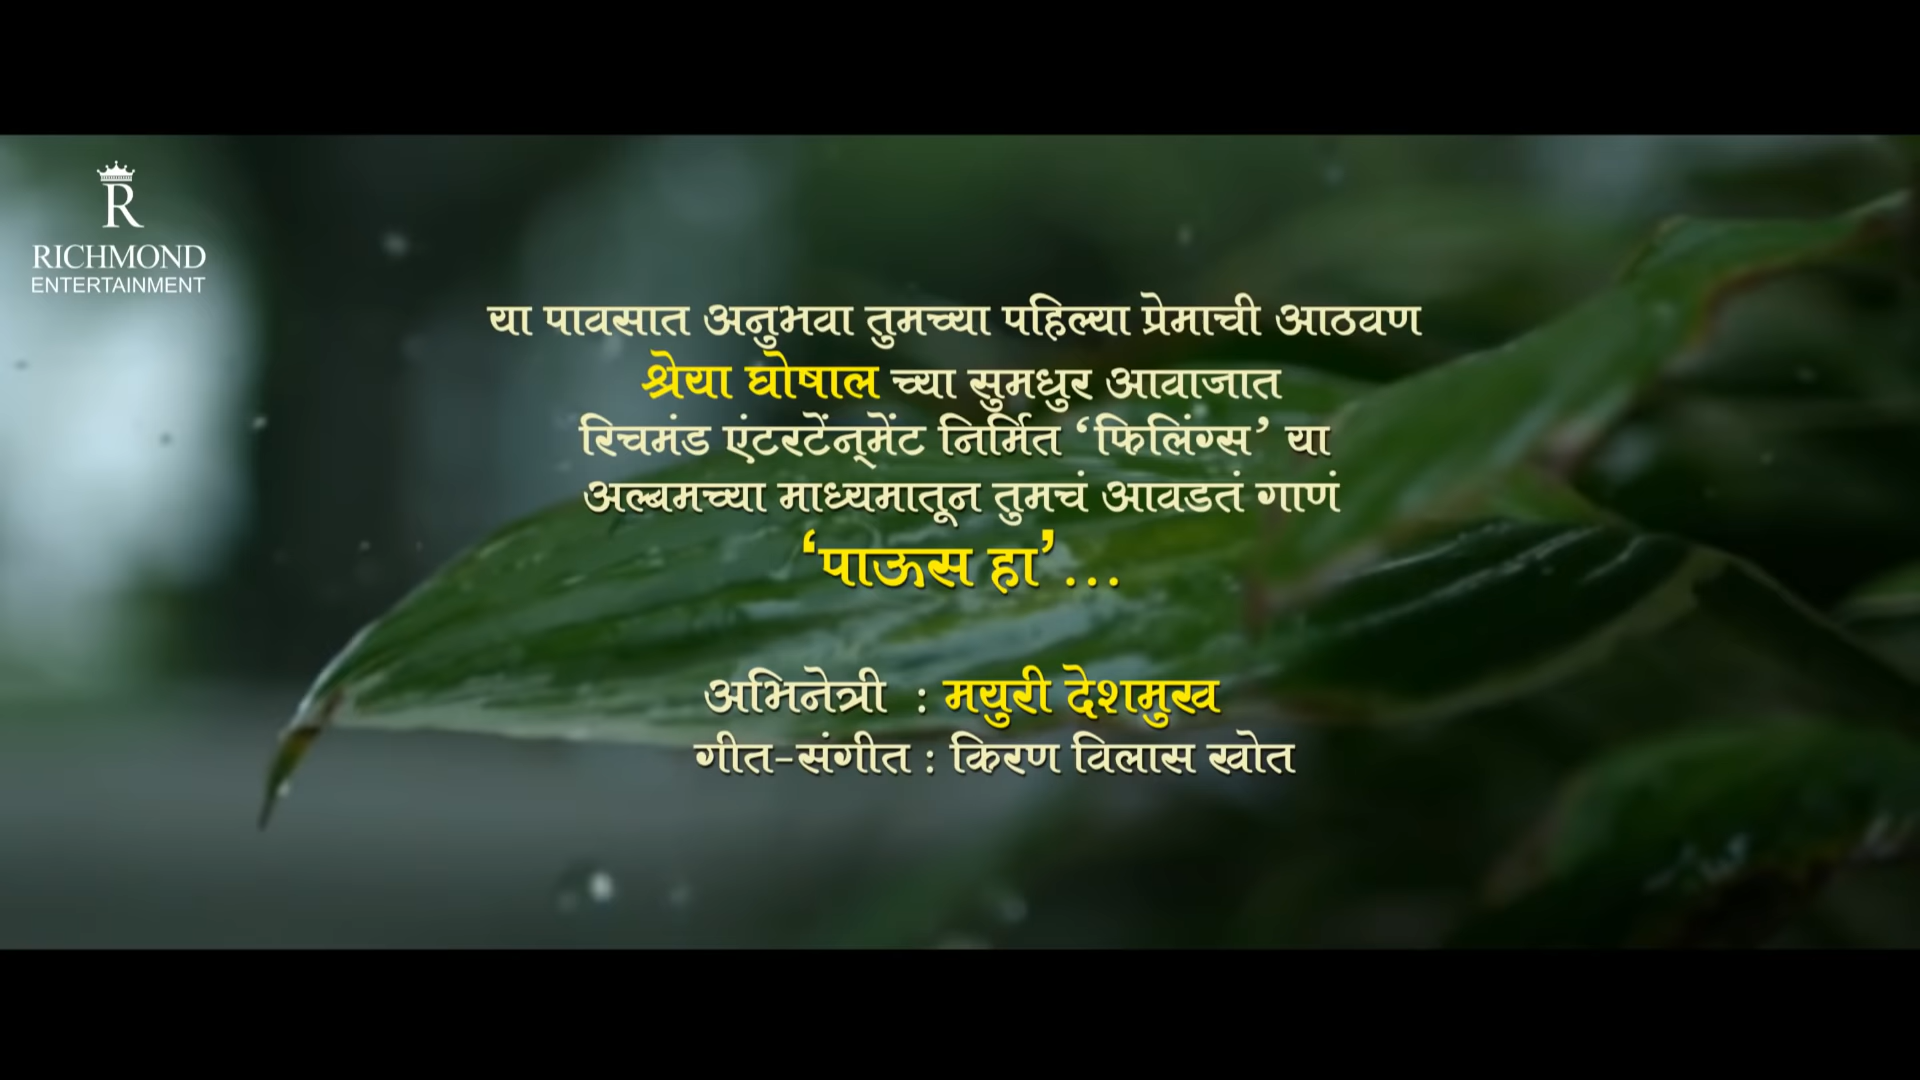 R
RICHMOND
ENTERTAINMENT
या पावसात अनुभवा तुमच्या पहिल्या प्रेमाची आठवण
श्रेया घोषाल च्या सुमधुर आवाजात
रिचमंड एंटरटेंन्‌मेंट निर्मित ‘फिलिंग्स’ या
अल्बमच्या माध्यमातून तुमचं आवडतं गाणं
‘पाऊस हा’...
अभिनेत्री : मयुरी देशमुख
गीत-संगीत : किरण विलास खोत